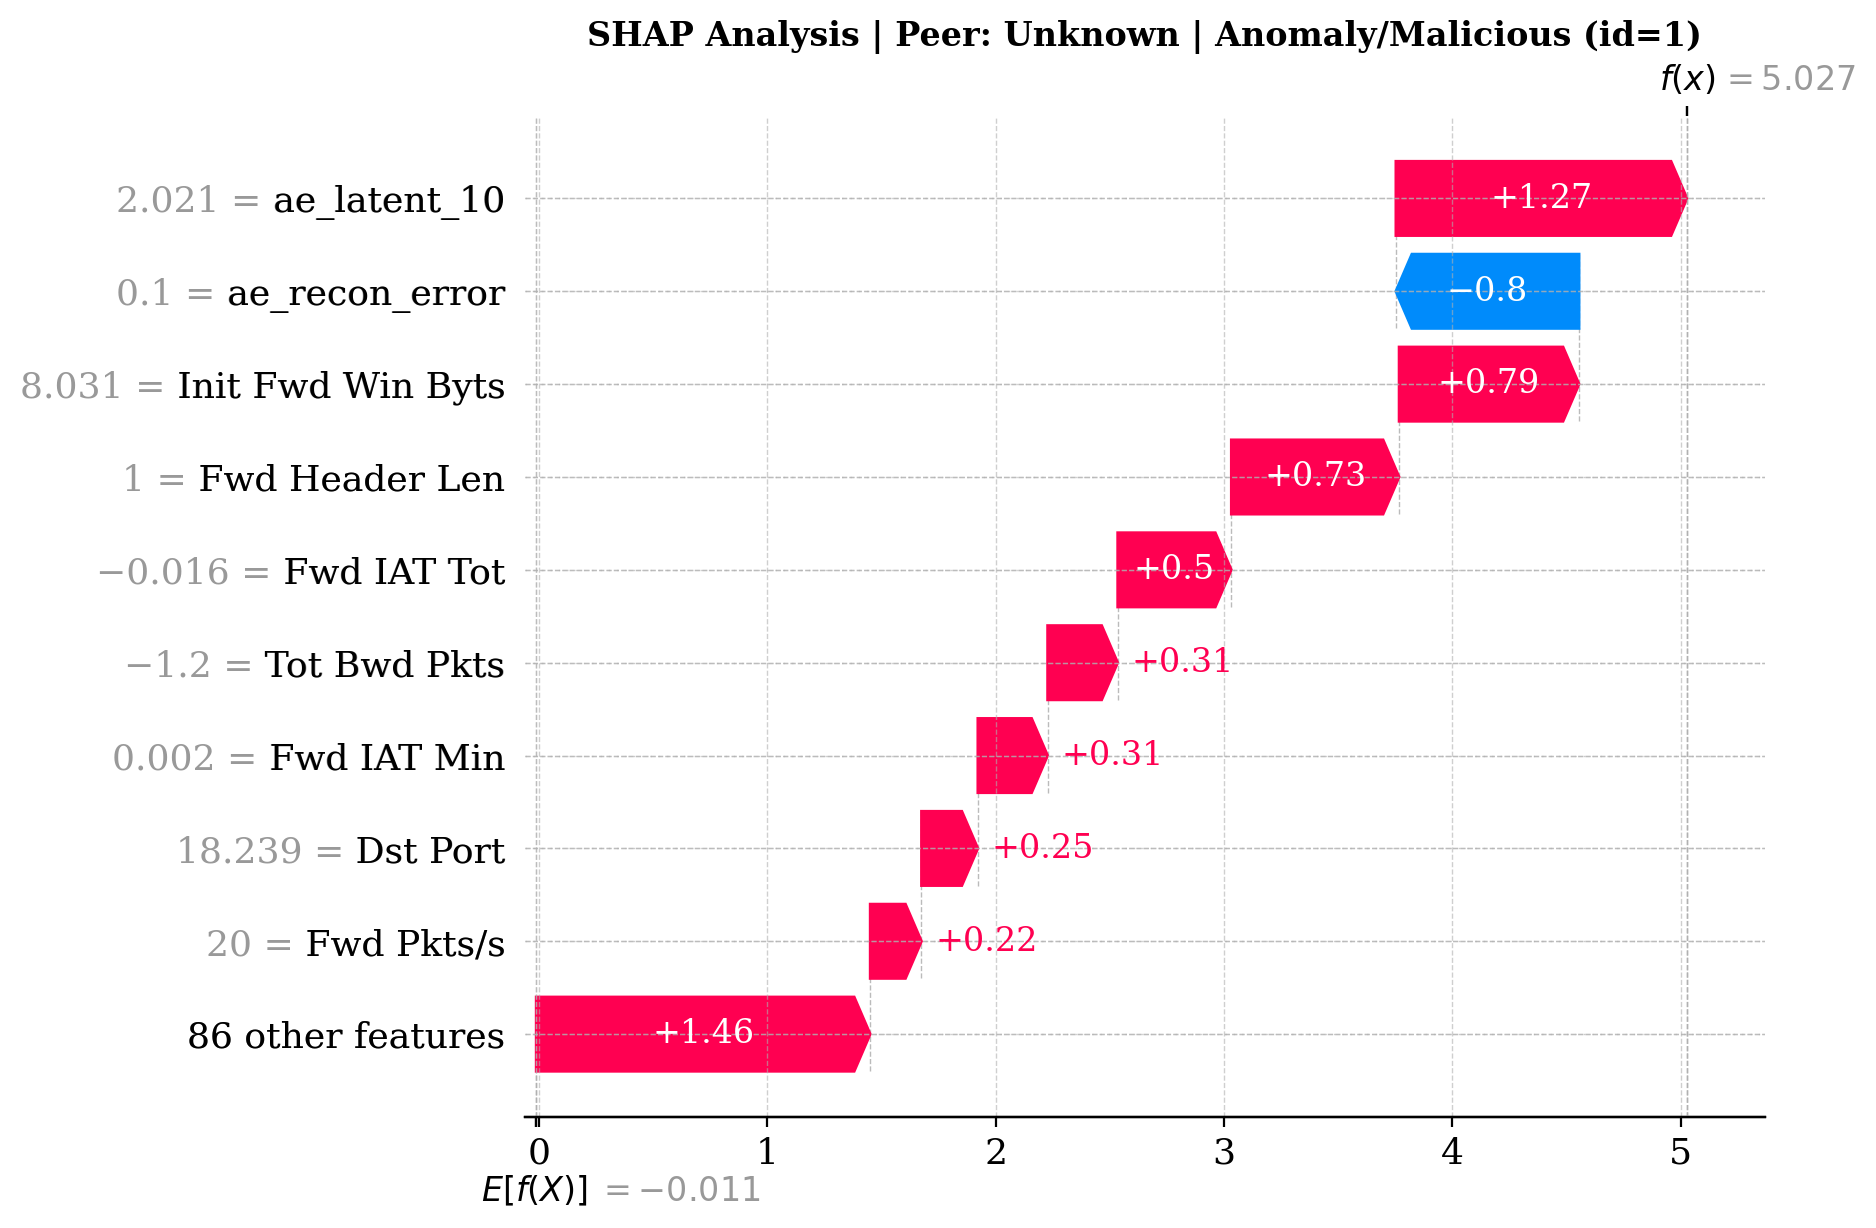 SHAP Analysis | Peer: Unknown | Anomaly/Malicious (id=1)
f(x) = 5.027
2.021 = ae_latent_10
+1.27
0.1 = ae_recon_error
−0.8
8.031 = Init Fwd Win Byts
+0.79
1 = Fwd Header Len
+0.73
−0.016 = Fwd IAT Tot
+0.5
−1.2 = Tot Bwd Pkts
+0.31
0.002 = Fwd IAT Min
+0.31
18.239 = Dst Port
+0.25
20 = Fwd Pkts/s
+0.22
86 other features
+1.46
0 1 2 3 4 5
E[f(X)] = −0.011